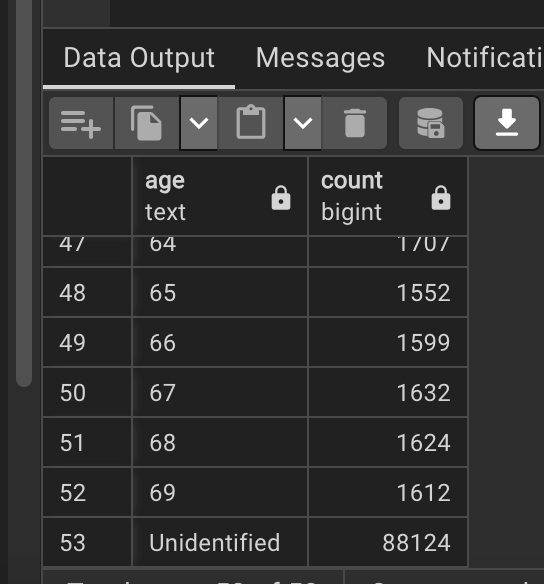 Data Output Messages Notificati
age count
text bigint
47 64 1707
48 65 1552
49 66 1599
50 67 1632
51 68 1624
52 69 1612
53 Unidentified 88124